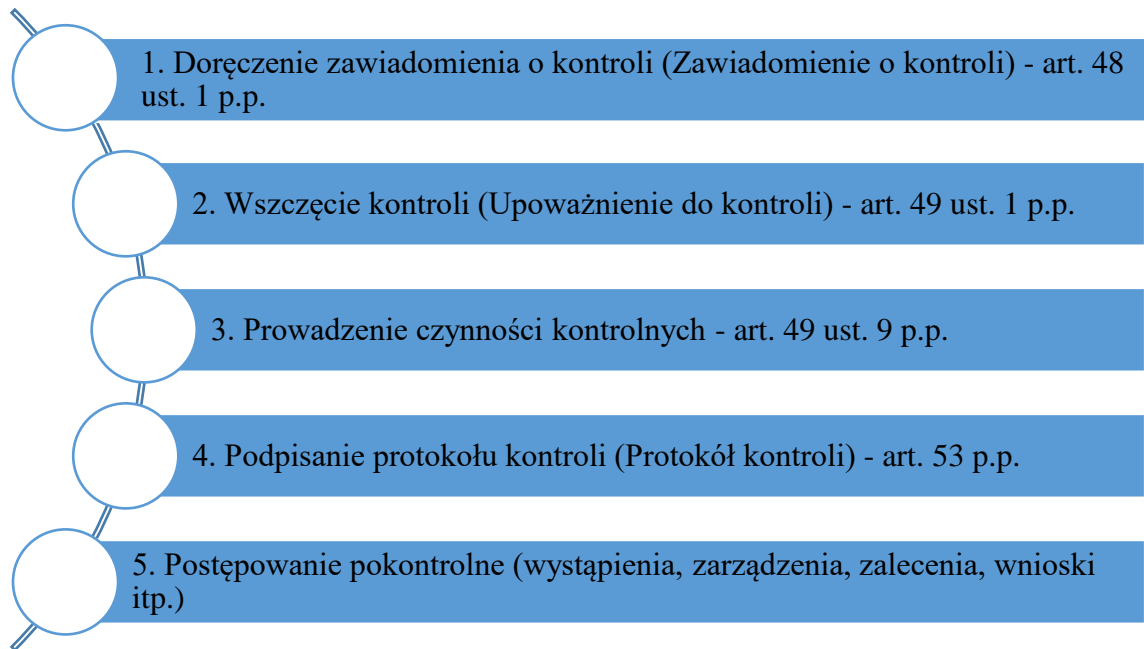 1. Doręczenie zawiadomienia o kontroli (Zawiadomienie o kontroli) - art. 48
ust. 1 p.p.
2. Wszczęcie kontroli (Upoważnienie do kontroli) - art. 49 ust. 1 p.p.
3. Prowadzenie czynności kontrolnych - art. 49 ust. 9 p.p.
4. Podpisanie protokołu kontroli (Protokół kontroli) - art. 53 p.p.
5. Postępowanie pokontrolne (wystąpienia, zarządzenia, zalecenia, wnioski
itp.)